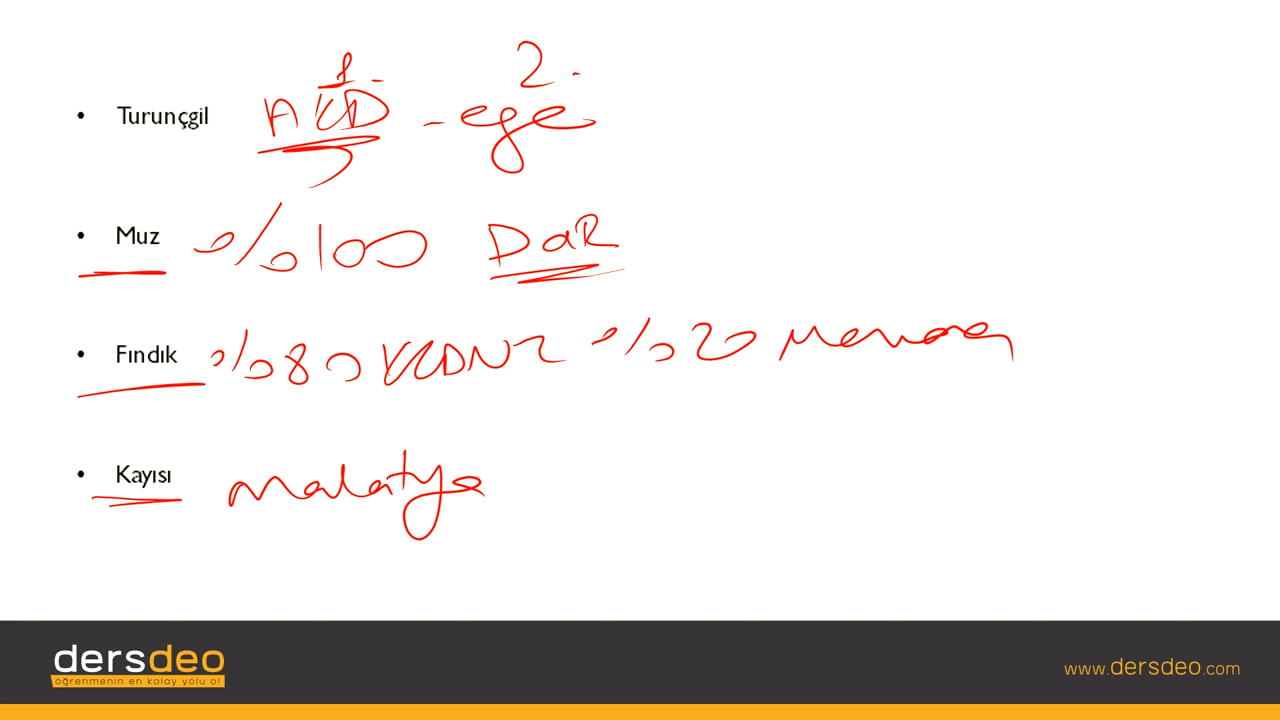 1. 2.
• Turunçgil AKD - ege
• Muz %100 DaR
• Fındık %80 KDNZ %20 Marmara
• Kayısı malatya
dersdeo
öğrenmenin en kolay yolu o!
www.dersdeo.com